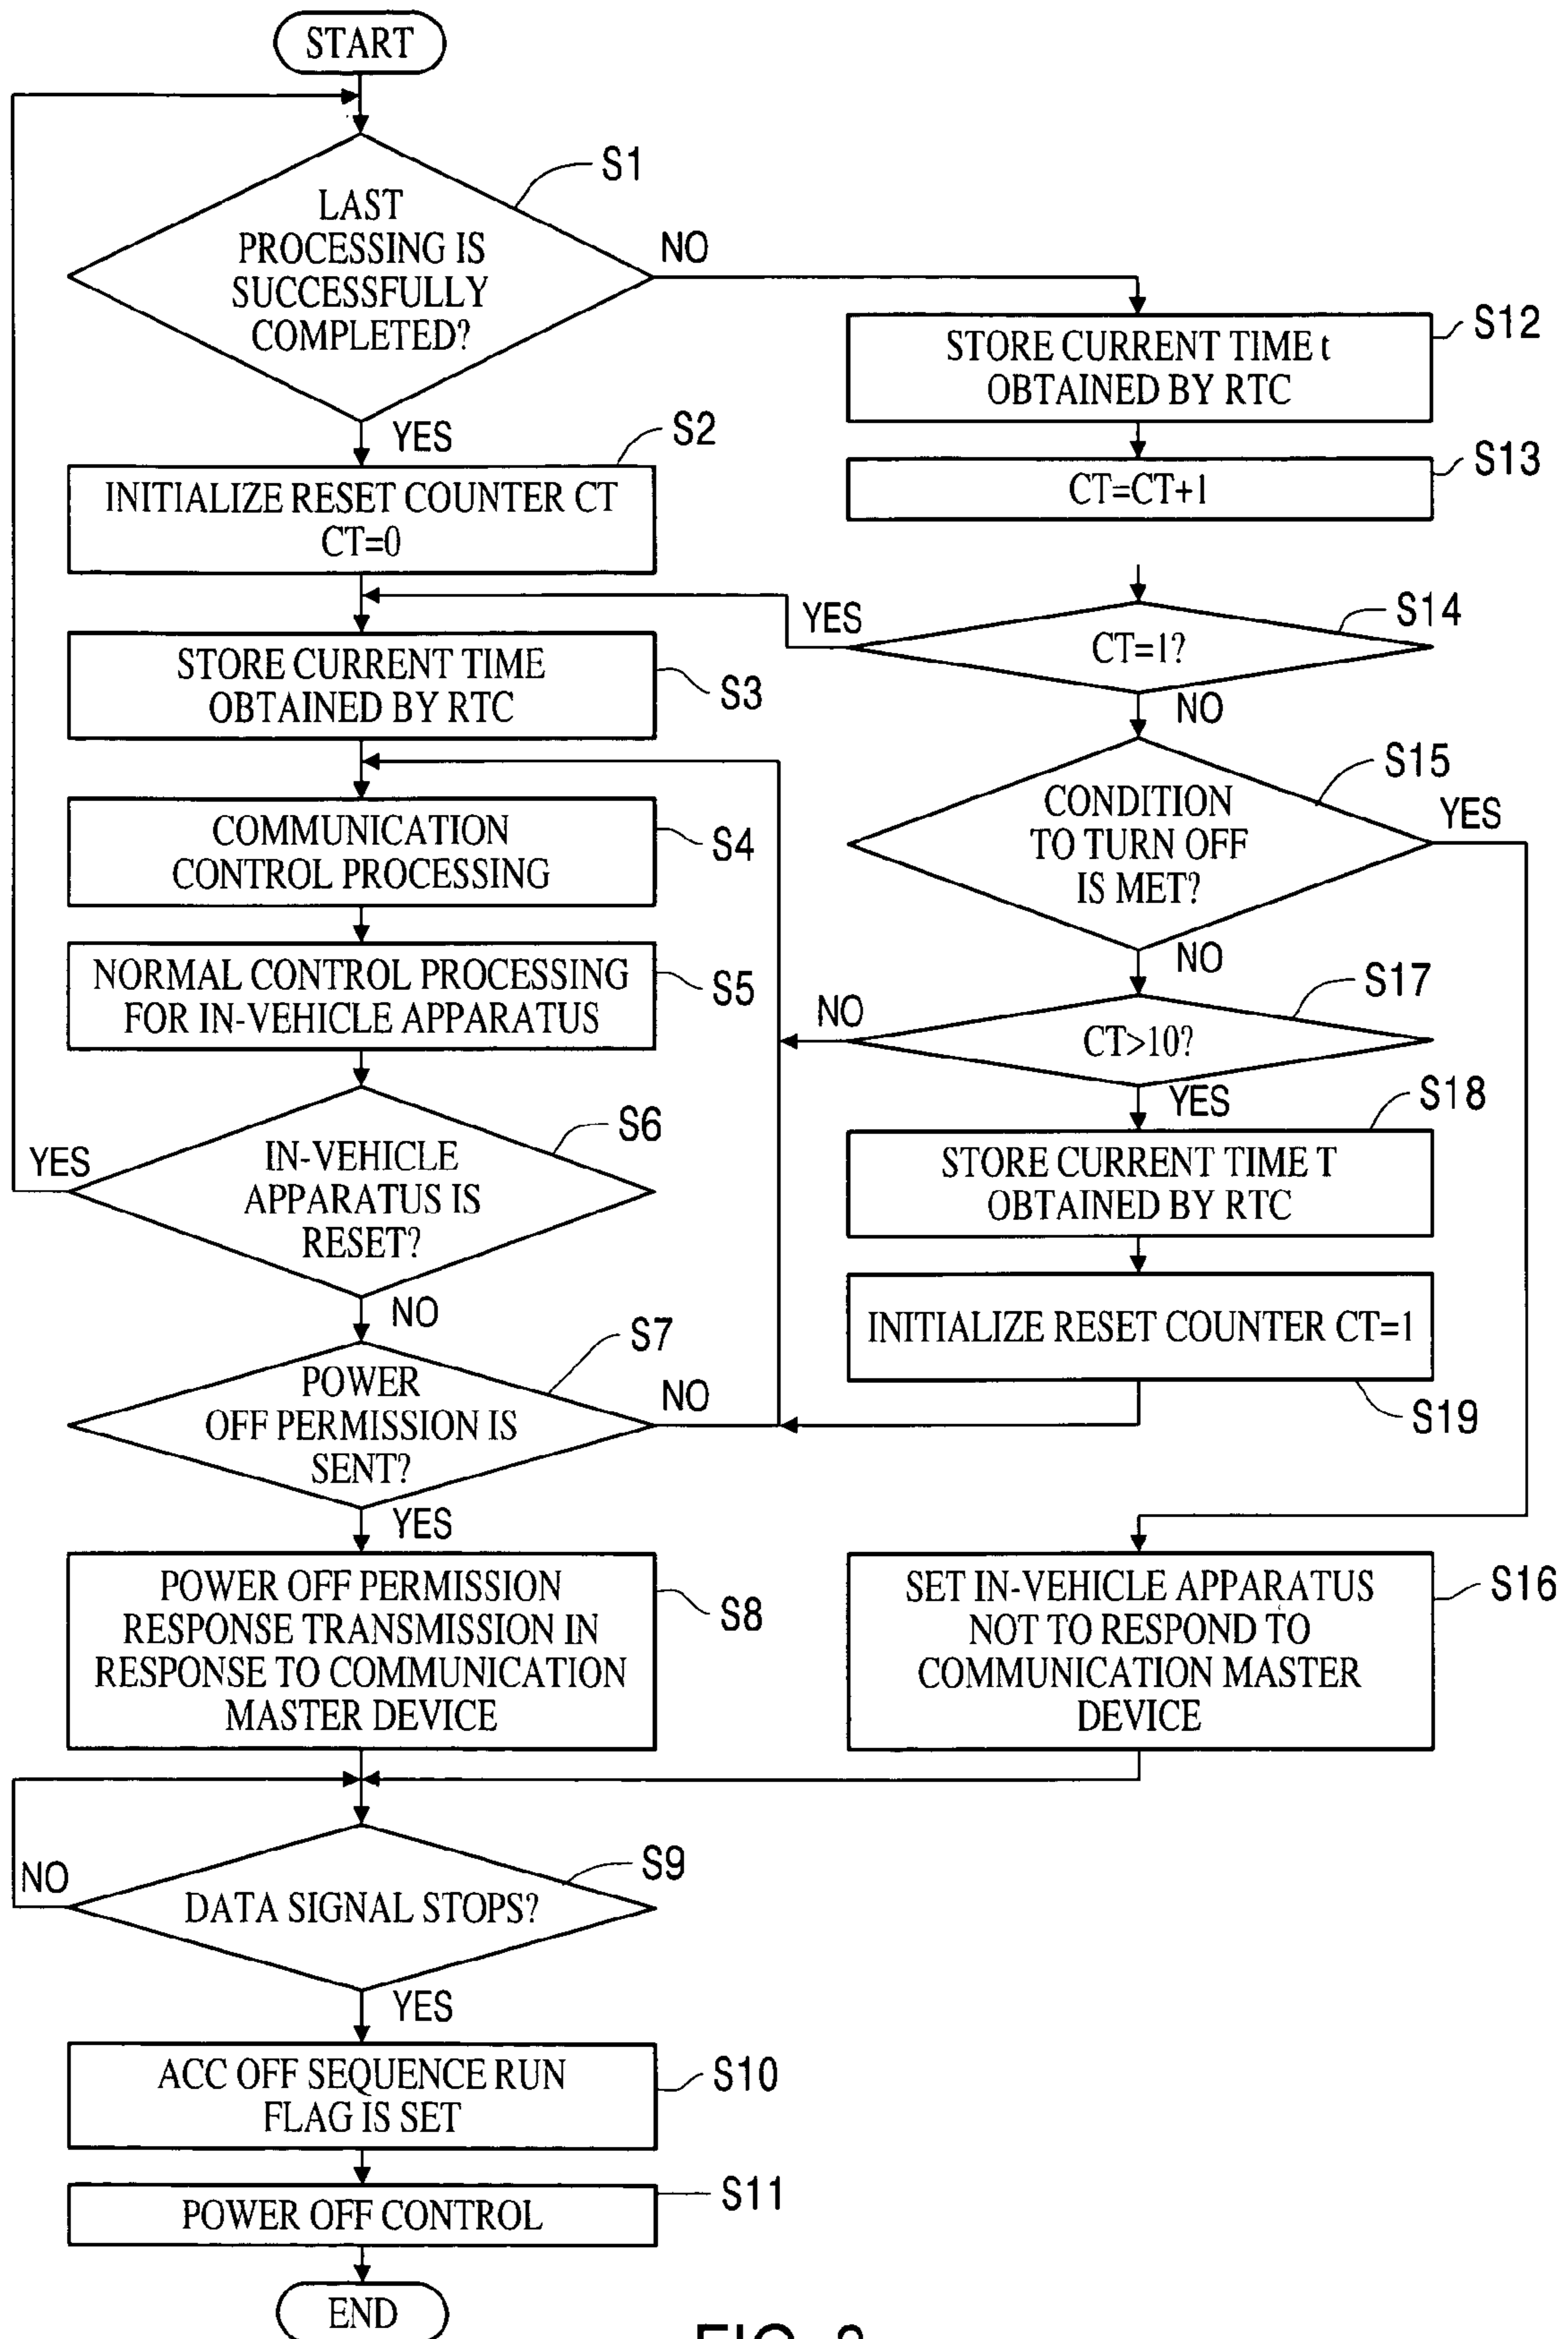 START
S1
LAST
PROCESSING IS
SUCCESSFULLY
COMPLETED?
NO
YES
S12
STORE CURRENT TIME t
OBTAINED BY RTC
S2
INITIALIZE RESET COUNTER CT
CT=0
S13
CT=CT+1
S14
CT=1?
YES
NO
S3
STORE CURRENT TIME
OBTAINED BY RTC
S15
CONDITION
TO TURN OFF
IS MET?
YES
NO
S4
COMMUNICATION
CONTROL PROCESSING
S5
NORMAL CONTROL PROCESSING
FOR IN-VEHICLE APPARATUS
S17
CT>10?
NO
YES
S6
IN-VEHICLE
APPARATUS IS
RESET?
YES
NO
S18
STORE CURRENT TIME T
OBTAINED BY RTC
INITIALIZE RESET COUNTER CT=1
S19
S7
POWER
OFF PERMISSION IS
SENT?
NO
YES
S8
POWER OFF PERMISSION
RESPONSE TRANSMISSION IN
RESPONSE TO COMMUNICATION
MASTER DEVICE
S16
SET IN-VEHICLE APPARATUS
NOT TO RESPOND TO
COMMUNICATION MASTER
DEVICE
S9
DATA SIGNAL STOPS?
NO
YES
S10
ACC OFF SEQUENCE RUN
FLAG IS SET
S11
POWER OFF CONTROL
END